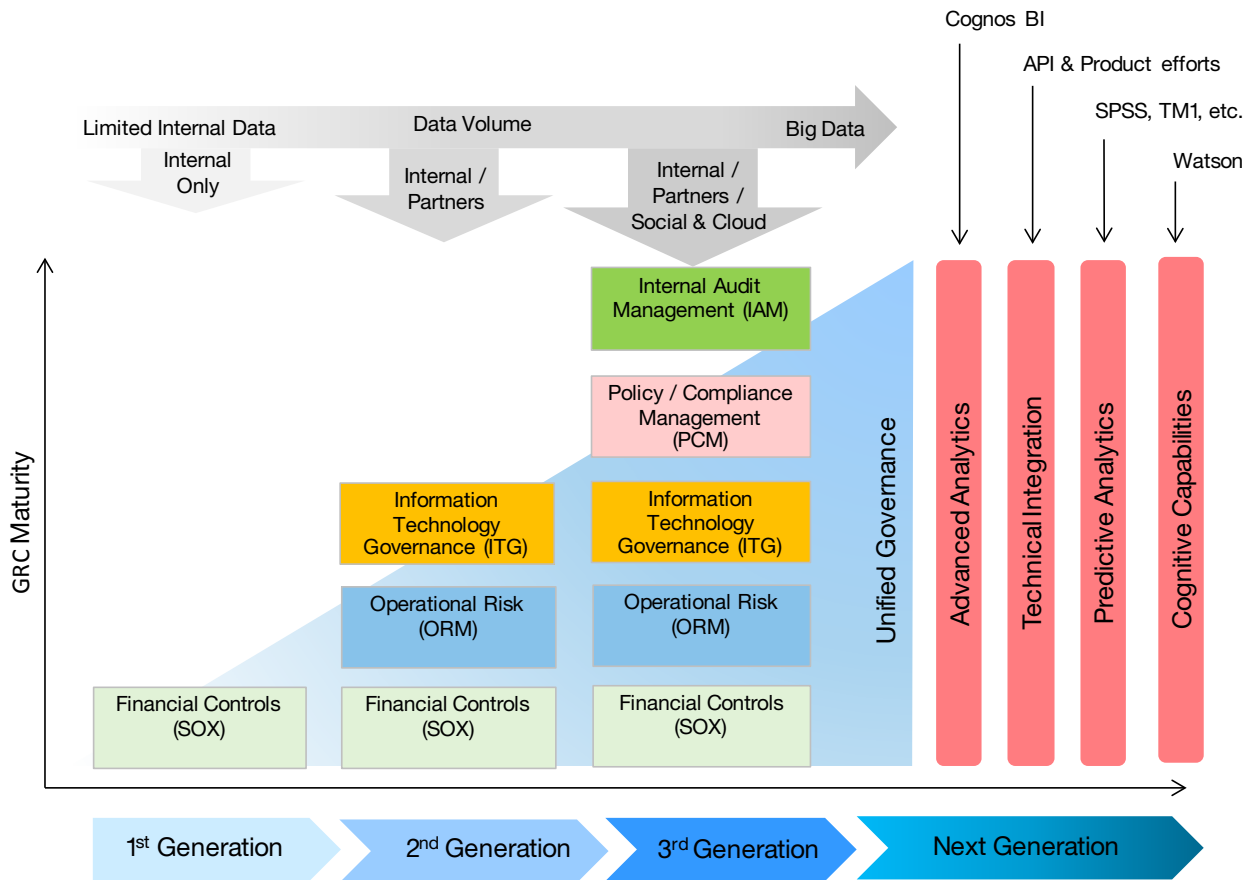 Cognos BI
API & Product efforts
SPSS, TM1, etc.
Watson
Limited Internal Data
Data Volume
Big Data
Internal
Only
Internal /
Partners
Internal /
Partners /
Social & Cloud
GRC Maturity
Internal Audit
Management (IAM)
Policy / Compliance
Management
(PCM)
Information
Technology
Governance (ITG)
Information
Technology
Governance (ITG)
Operational Risk
(ORM)
Operational Risk
(ORM)
Financial Controls
(SOX)
Financial Controls
(SOX)
Financial Controls
(SOX)
Unified Governance
Advanced Analytics
Technical Integration
Predictive Analytics
Cognitive Capabilities
1st Generation
2nd Generation
3rd Generation
Next Generation